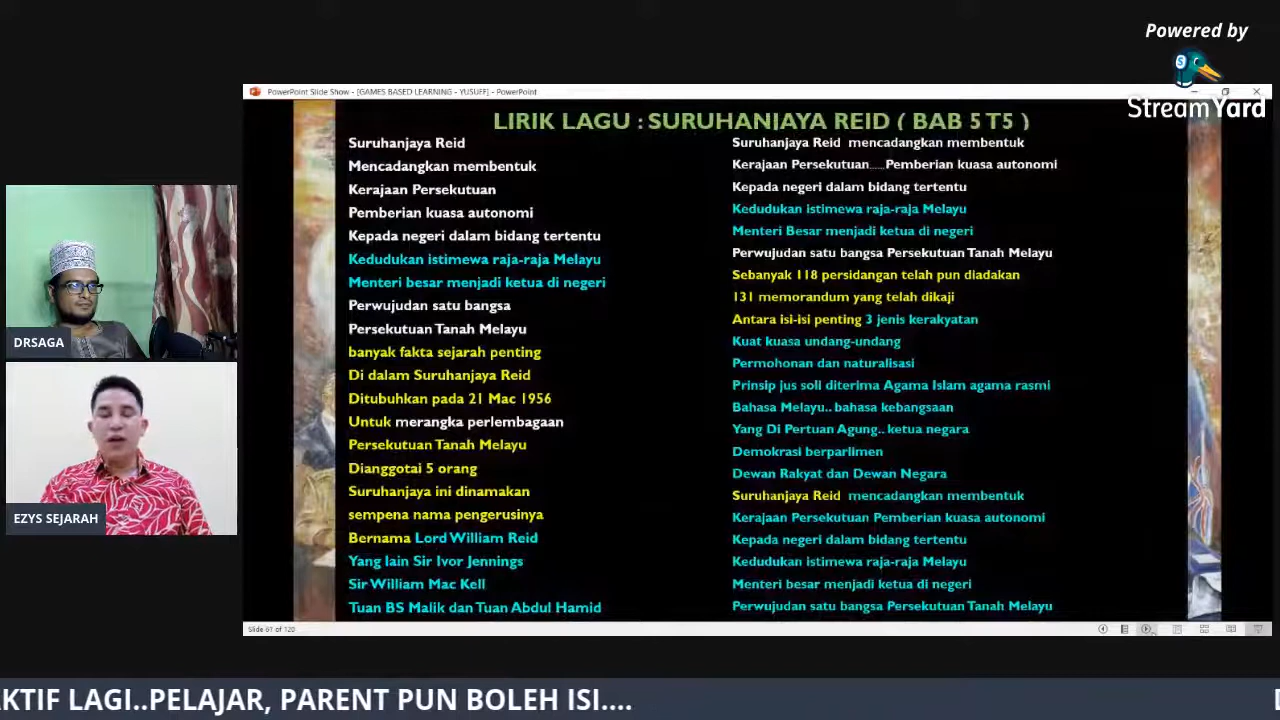 Powered by
StreamYard
PowerPoint Slide Show - [GAMES BASED LEARNING - YUSUFF] - PowerPoint
LIRIK LAGU : SURUHANJAYA REID ( BAB 5 T5 )
Suruhanjaya Reid
Mencadangkan membentuk
Kerajaan Persekutuan
Pemberian kuasa autonomi
Kepada negeri dalam bidang tertentu
Kedudukan istimewa raja-raja Melayu
Menteri besar menjadi ketua di negeri
Perwujudan satu bangsa
Persekutuan Tanah Melayu
banyak fakta sejarah penting
Di dalam Suruhanjaya Reid
Ditubuhkan pada 21 Mac 1956
Untuk merangka perlembagaan
Persekutuan Tanah Melayu
Dianggotai 5 orang
Suruhanjaya ini dinamakan
sempena nama pengerusinya
Bernama Lord William Reid
Yang lain Sir Ivor Jennings
Sir William Mac Kell
Tuan BS Malik dan Tuan Abdul Hamid
Suruhanjaya Reid mencadangkan membentuk
Kerajaan Persekutuan.....Pemberian kuasa autonomi
Kepada negeri dalam bidang tertentu
Kedudukan istimewa raja-raja Melayu
Menteri Besar menjadi ketua di negeri
Perwujudan satu bangsa Persekutuan Tanah Melayu
Sebanyak 118 persidangan telah pun diadakan
131 memorandum yang telah dikaji
Antara isi-isi penting 3 jenis kerakyatan
Kuat kuasa undang-undang
Permohonan dan naturalisasi
Prinsip jus soli diterima Agama Islam agama rasmi
Bahasa Melayu.. bahasa kebangsaan
Yang Di Pertuan Agung.. ketua negara
Demokrasi berparlimen
Dewan Rakyat dan Dewan Negara
Suruhanjaya Reid mencadangkan membentuk
Kerajaan Persekutuan Pemberian kuasa autonomi
Kepada negeri dalam bidang tertentu
Kedudukan istimewa raja-raja Melayu
Menteri besar menjadi ketua di negeri
Perwujudan satu bangsa Persekutuan Tanah Melayu
Slide 61 of 120
DRSAGA
EZYS SEJARAH
KTIF LAGI..PELAJAR, PARENT PUN BOLEH ISI....